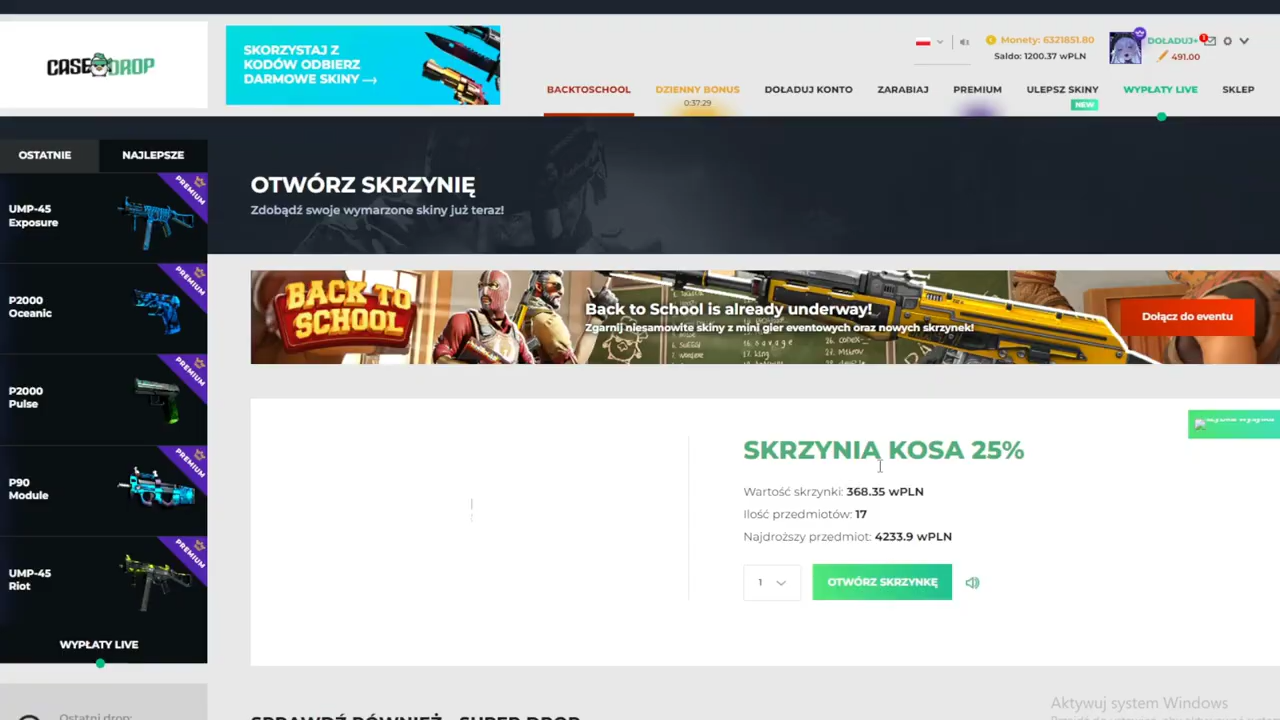 CASEDROP
SKORZYSTAJ Z
KODÓW ODBIERZ
DARMOWE SKINY
Monety: 6321851.80
Saldo: 1200.37 wPLN
DOŁADUJ+
1
491.00
BACKTOSCHOOL
DZIENNY BONUS
0:37:29
DOŁADUJ KONTO
ZARABIAJ
PREMIUM
ULEPSZ SKINY
NEW
WYPŁATY LIVE
SKLEP
OSTATNIE
NAJLEPSZE
UMP-45
Exposure
PREMIUM
P2000
Oceanic
PREMIUM
P2000
Pulse
PREMIUM
P90
Module
PREMIUM
UMP-45
Riot
PREMIUM
WYPŁATY LIVE
Ostatni drop:
OTWÓRZ SKRZYNIĘ
Zdobądź swoje wymarzone skiny już teraz!
BACK TO
SCHOOL
Back to School is already underway!
Zgarnij niesamowite skiny z mini gier eventowych oraz nowych skrzynek!
Dołącz do eventu
SKRZYNIA KOSA 25%
Wartość skrzynki: 368.35 wPLN
Ilość przedmiotów: 17
Najdroższy przedmiot: 4233.9 wPLN
1
OTWÓRZ SKRZYNKĘ
SPRAWDŹ RÓWNIEŻ - SUPER DROP
Aktywuj system Windows